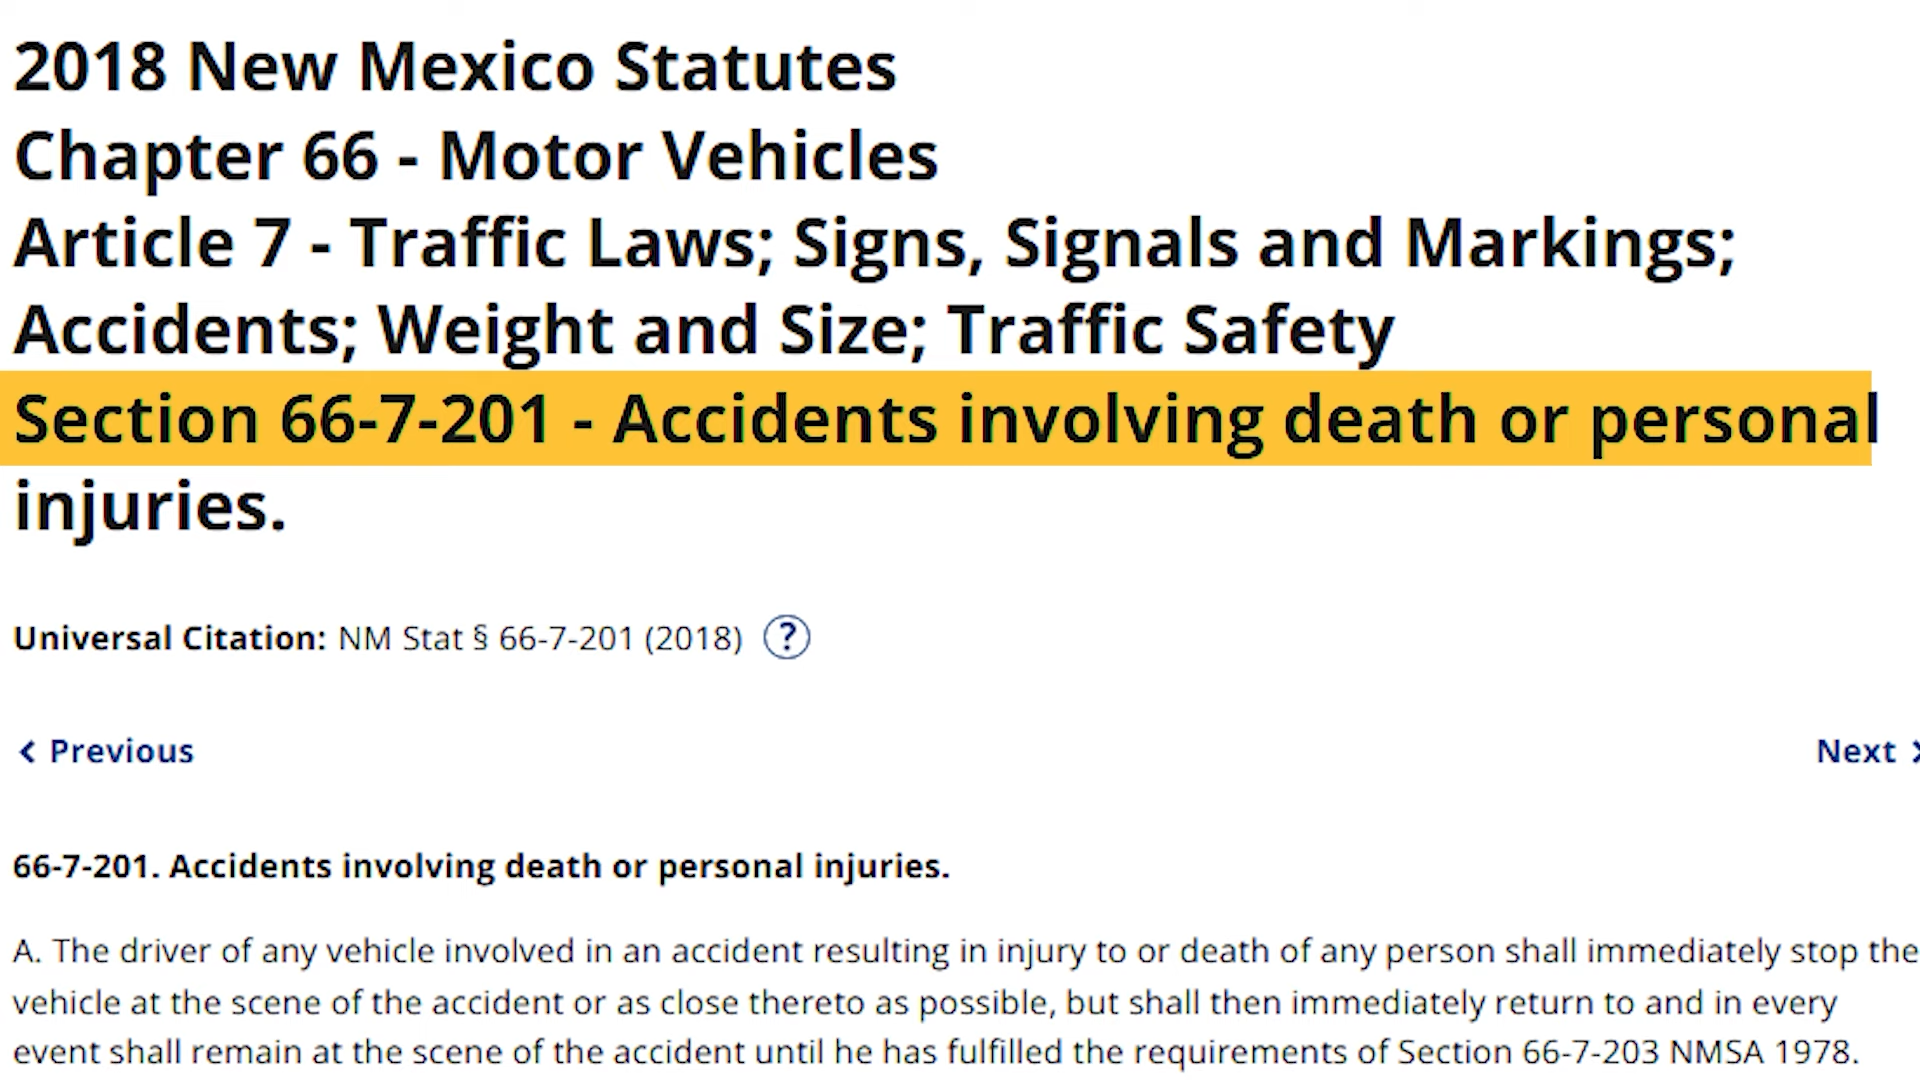 2018 New Mexico Statutes
Chapter 66 - Motor Vehicles
Article 7 - Traffic Laws; Signs, Signals and Markings;
Accidents; Weight and Size; Traffic Safety
Section 66-7-201 - Accidents involving death or personal
injuries.
Universal Citation: NM Stat § 66-7-201 (2018) ?
< Previous
Next >
66-7-201. Accidents involving death or personal injuries.
A. The driver of any vehicle involved in an accident resulting in injury to or death of any person shall immediately stop the
vehicle at the scene of the accident or as close thereto as possible, but shall then immediately return to and in every
event shall remain at the scene of the accident until he has fulfilled the requirements of Section 66-7-203 NMSA 1978.